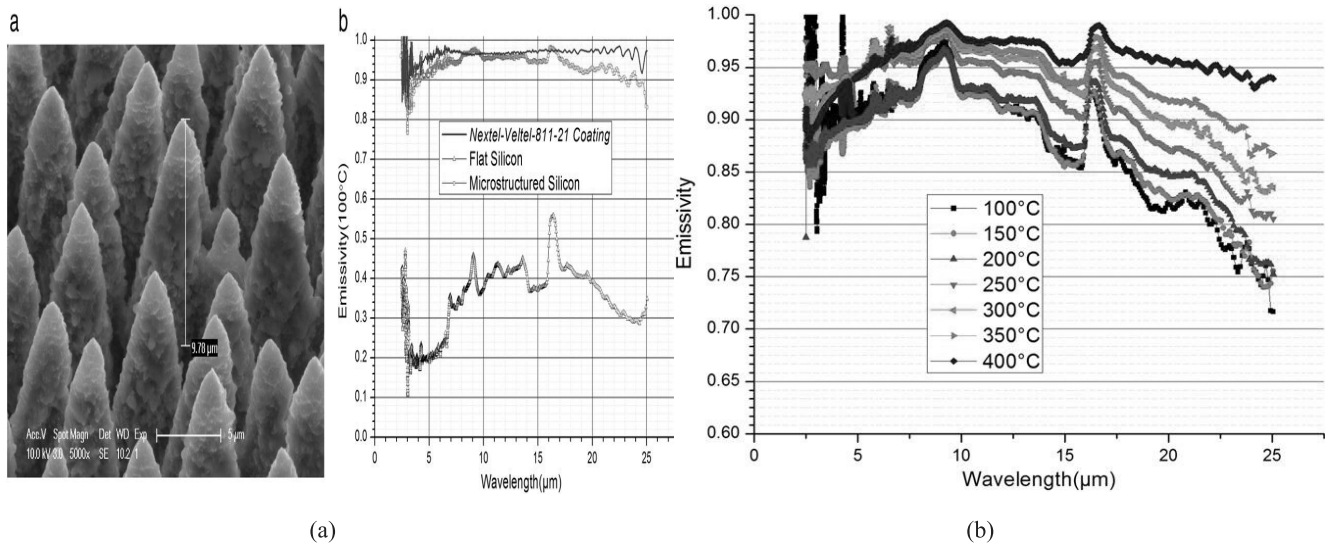 a
9.78 µm
Acc.V Spot Magn Det WD Exp
10.0 kV 3.0 5000x SE 10.2 1
5 µm
b
Emissivity(100°C)
1.0
0.9
0.8
0.7
0.6
0.5
0.4
0.3
0.2
0.1
0.0
Nextel-Veltel-811-21 Coating
Flat Silicon
Microstructured Silicon
0 5 10 15 20 25
Wavelength(µm)
(a)
b
Emissivity
1.00
0.95
0.90
0.85
0.80
0.75
0.70
0.65
0.60
100°C
150°C
200°C
250°C
300°C
350°C
400°C
0 5 10 15 20 25
Wavelength(µm)
(b)